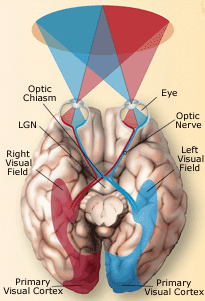 Optic
Chiasm
Eye
LGN
Optic
Nerve
Right
Visual
Field
Left
Visual
Field
Primary
Visual Cortex
Primary
Visual Cortex